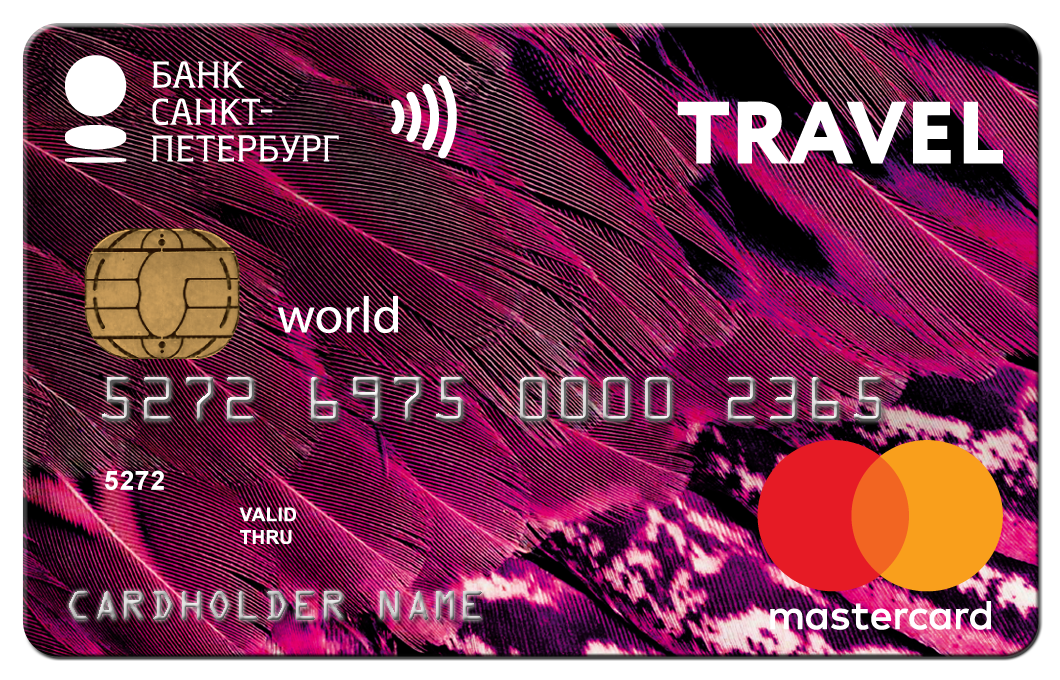 БАНК
САНКТ-
ПЕТЕРБУРГ
TRAVEL
world
5272 6975 0000 2365
5272
VALID
THRU
CARDHOLDER NAME
mastercard